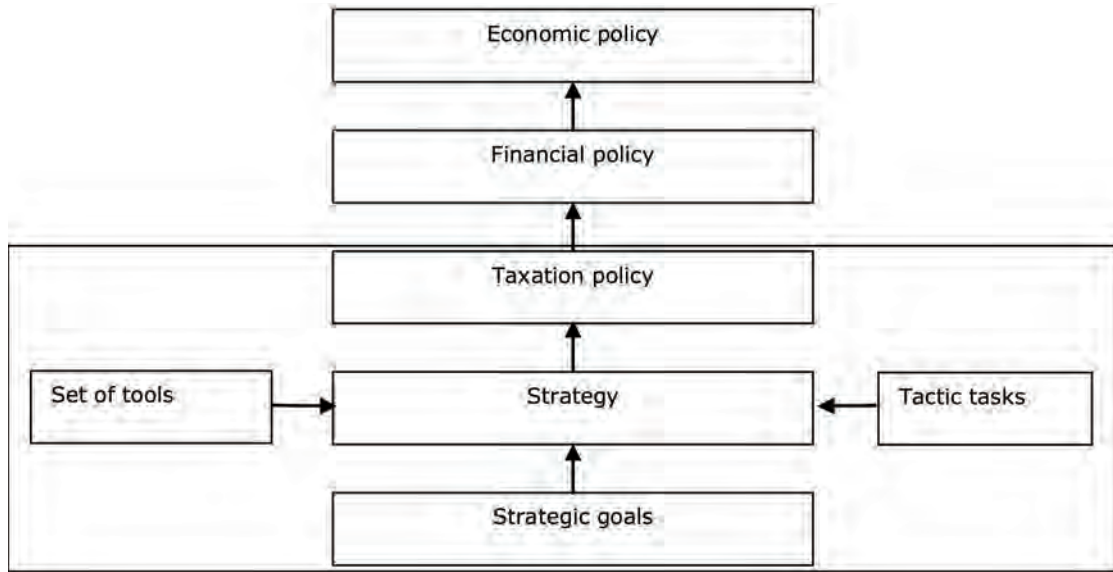 Economic policy
Financial policy
Taxation policy
Set of tools
Strategy
Tactic tasks
Strategic goals